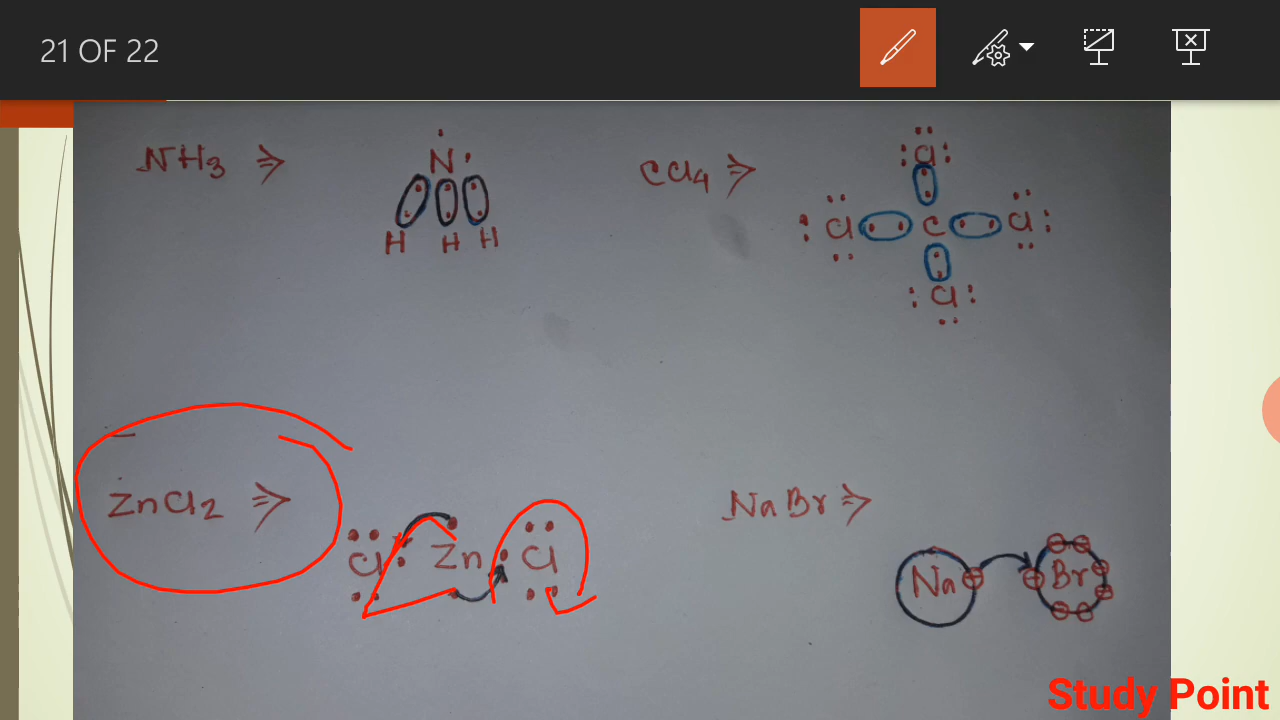 21 OF 22
NH3 ⇒
N
H H H
CCl4 ⇒
Cl
Cl C Cl
Cl
ZnCl2 ⇒
Cl Zn Cl
NaBr ⇒
Na Br
Study Point